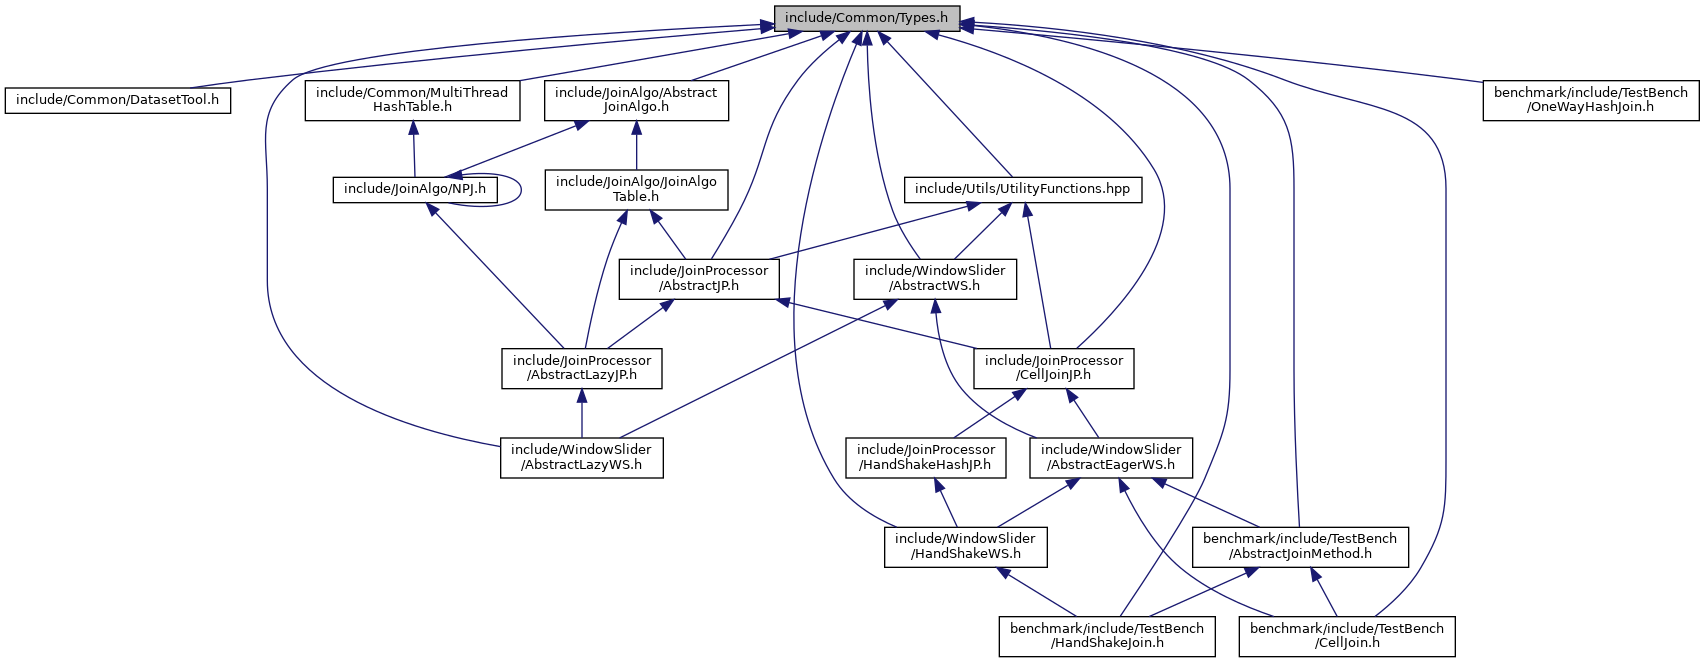 include/Common/Types.h
include/Common/DatasetTool.h
include/Common/MultiThread
HashTable.h
include/JoinAlgo/Abstract
JoinAlgo.h
benchmark/include/TestBench
/OneWayHashJoin.h
include/JoinAlgo/NPJ.h
include/JoinAlgo/JoinAlgo
Table.h
include/Utils/UtilityFunctions.hpp
include/JoinProcessor
/AbstractJP.h
include/WindowSlider
/AbstractWS.h
include/JoinProcessor
/AbstractLazyJP.h
include/JoinProcessor
/CellJoinJP.h
include/WindowSlider
/AbstractLazyWS.h
include/JoinProcessor
/HandShakeHashJP.h
include/WindowSlider
/AbstractEagerWS.h
include/WindowSlider
/HandShakeWS.h
benchmark/include/TestBench
/AbstractJoinMethod.h
benchmark/include/TestBench
/HandShakeJoin.h
benchmark/include/TestBench
/CellJoin.h